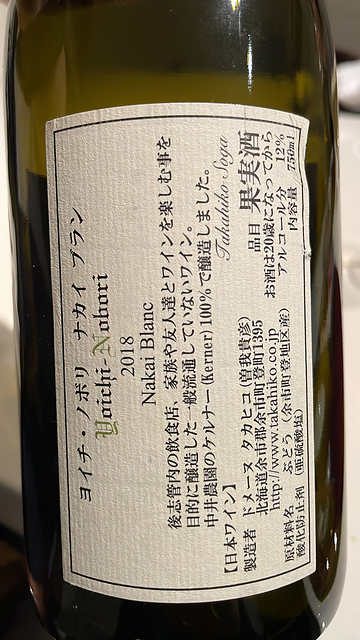 ヨイチ・ノボリ ナカイ ブラン
Yoichi-Nobori
2018
Nakai Blanc
後志管内の飲食店、家族や友人達とワインを楽しむ事を
目的に醸造した一般流通していないワイン。
中井農園のケルナー(Kerner)100%で醸造しました。
Takahiko Soga
【日本ワイン】
製造者 ドメーヌ タカヒコ(曽我貴彦)
北海道余市郡余市町登町1395
http://www.takahiko.co.jp
原材料名 ぶどう(余市町登地区産)
酸化防止剤(亜硫酸塩)
品目 果実酒
お酒は20歳になってから
アルコール分 12%
内容量 750ml